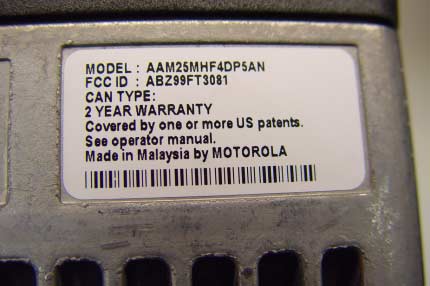 MODEL : AAM25MHF4DP5AN
FCC ID : ABZ99FT3081
CAN TYPE:
2 YEAR WARRANTY
Covered by one or more US patents.
See operator manual.
Made in Malaysia by MOTOROLA